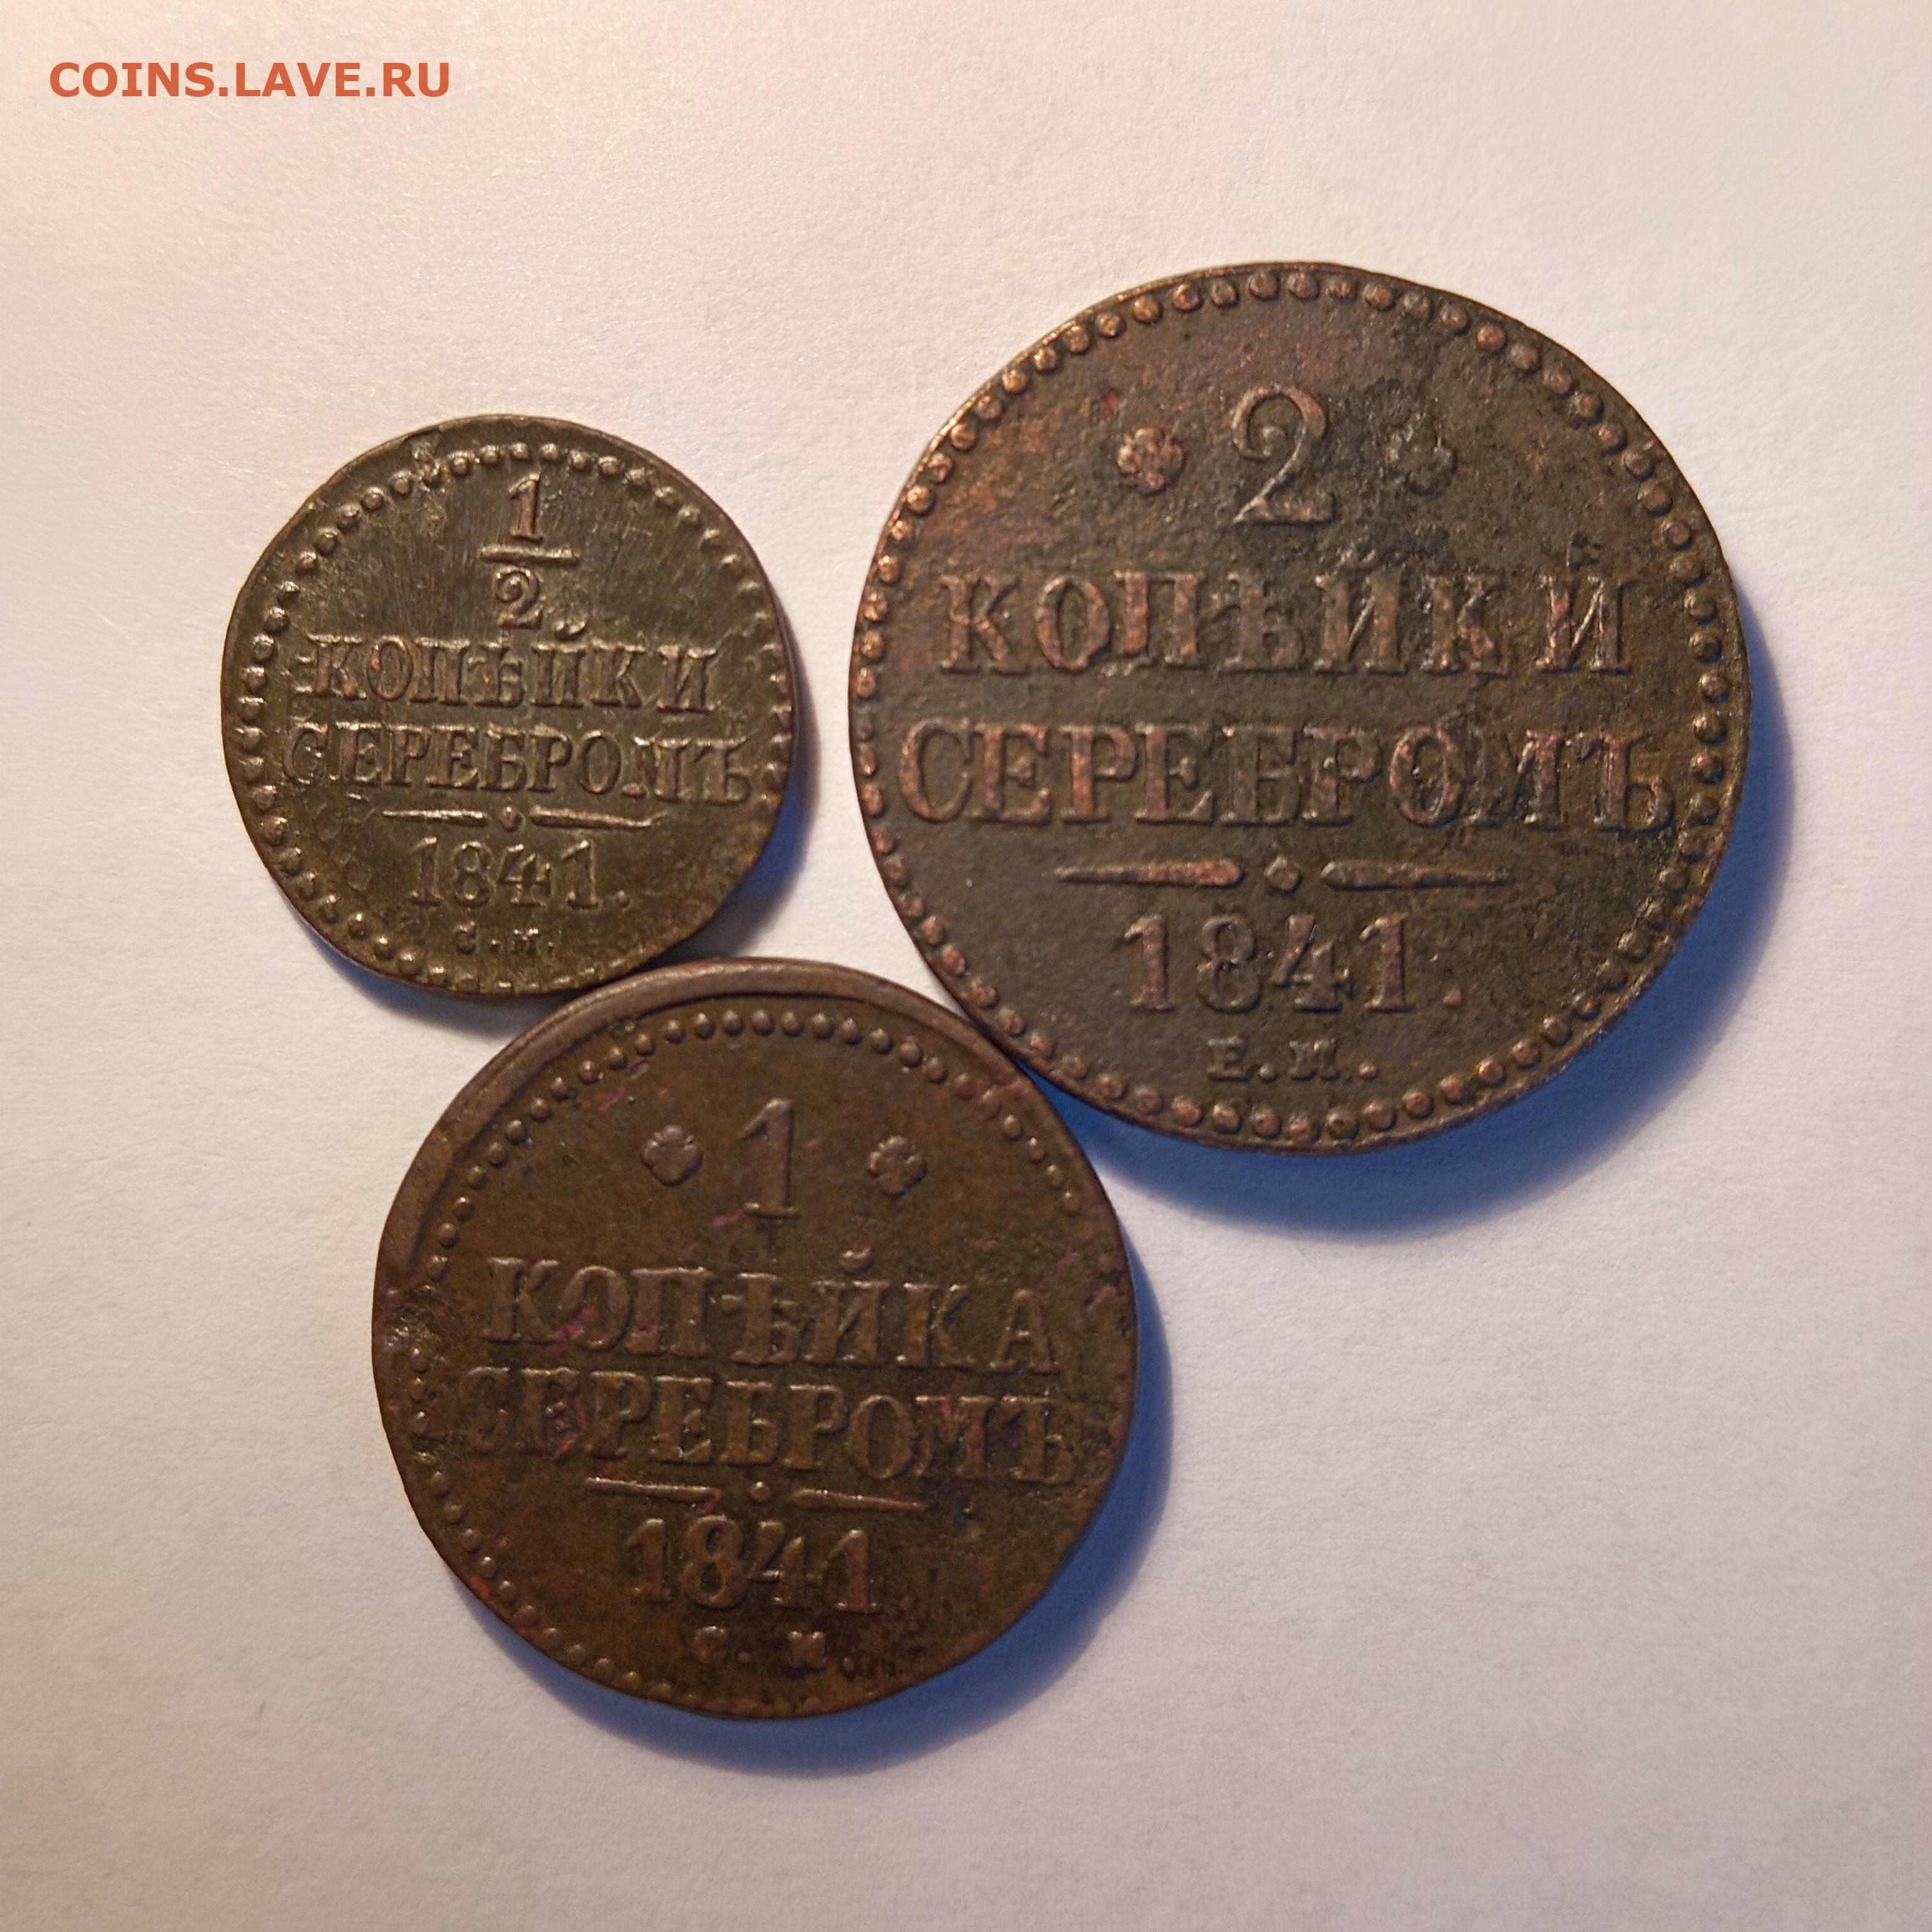 COINS.LAVE.RU
1
2
КОПѢЙКИ
СЕРЕБРОМЪ
1841.
С.М.
2
КОПѢЙКИ
СЕРЕБРОМЪ
1841.
Е.М.
1
КОПѢЙКА
СЕРЕБРОМЪ
1841.
С.М.